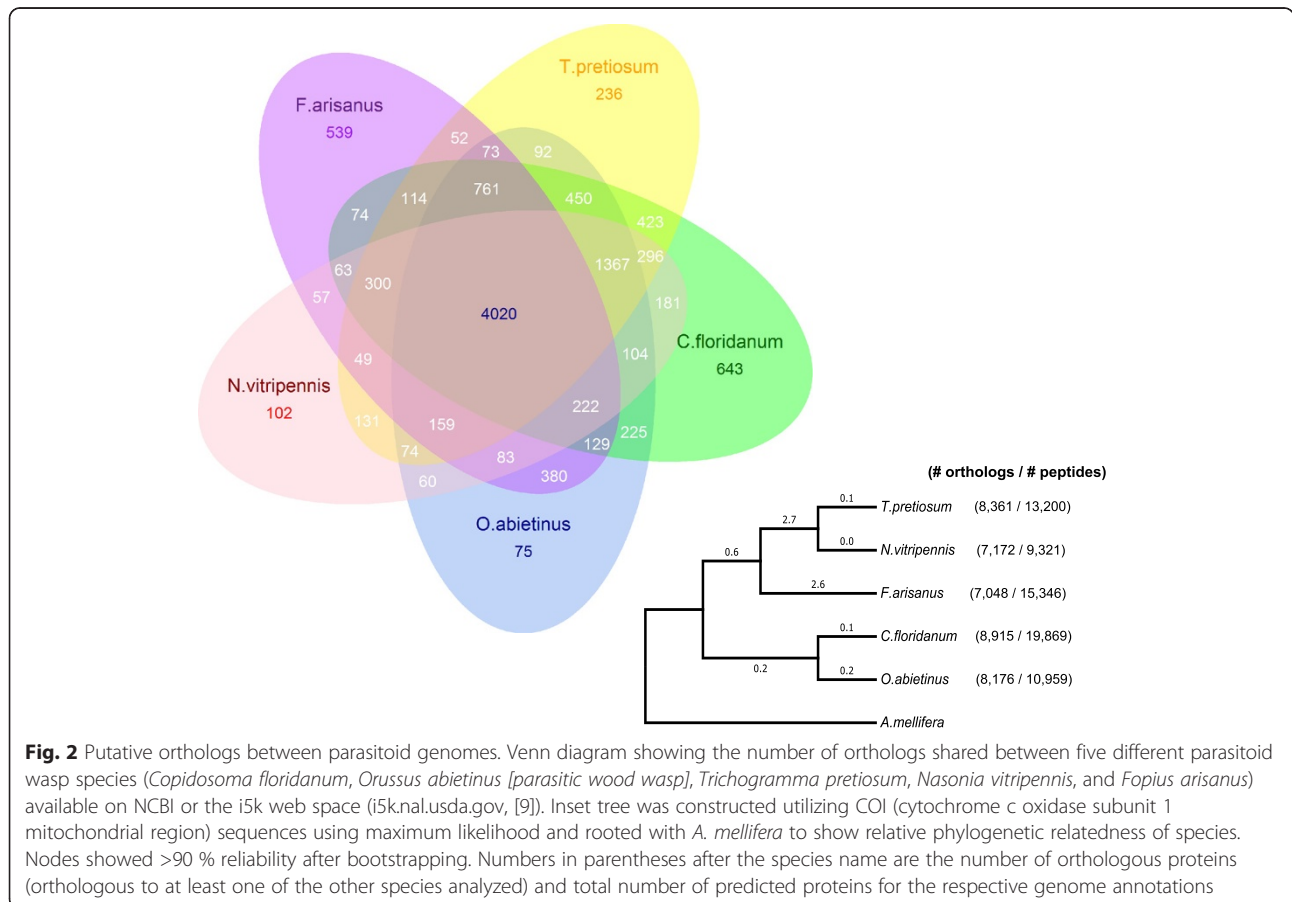 T.pretiosum
236
F.arisanus
539
52
73
92
114
761
450
74
423
63
300
1367
296
57
181
4020
49
104
C.floridanum
643
N.vitripennis
102
131
159
222
225
74
83
129
60
380
O.abietinus
75
(# orthologs / # peptides)
0.1
T.pretiosum (8,361 / 13,200)
2.7
0.0
N.vitripennis (7,172 / 9,321)
0.6
2.6
F.arisanus (7,048 / 15,346)
0.1
C.floridanum (8,915 / 19,869)
0.2
0.2
O.abietinus (8,176 / 10,959)
A.mellifera
Fig. 2 Putative orthologs between parasitoid genomes. Venn diagram showing the number of orthologs shared between five different parasitoid
wasp species (Copidosoma floridanum, Orussus abietinus [parasitic wood wasp], Trichogramma pretiosum, Nasonia vitripennis, and Fopius arisanus)
available on NCBI or the i5k web space (i5k.nal.usda.gov, [9]). Inset tree was constructed utilizing COI (cytochrome c oxidase subunit 1
mitochondrial region) sequences using maximum likelihood and rooted with A. mellifera to show relative phylogenetic relatedness of species.
Nodes showed >90 % reliability after bootstrapping. Numbers in parentheses after the species name are the number of orthologous proteins
(orthologous to at least one of the other species analyzed) and total number of predicted proteins for the respective genome annotations